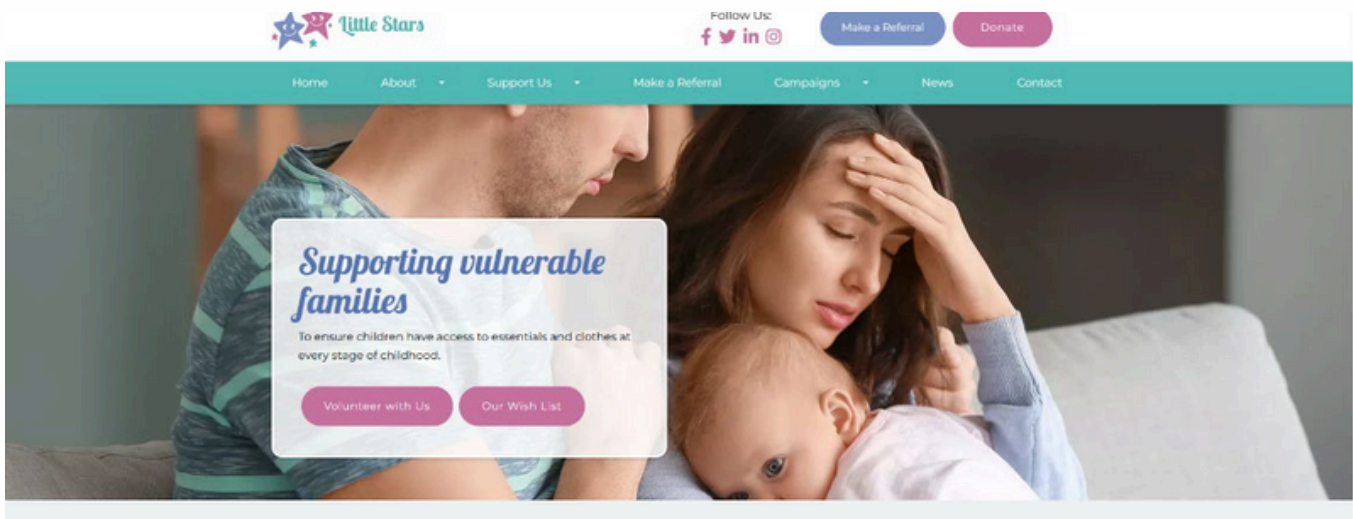 Little Stars
Follow Us:
Make a Referral
Donate
Home
About
Support Us
Make a Referral
Campaigns
News
Contact
Supporting vulnerable
families
To ensure children have access to essentials and clothes at
every stage of childhood.
Volunteer with Us
Our Wish List